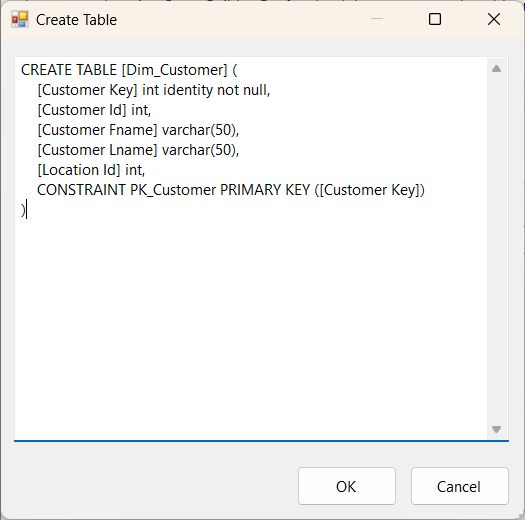 Create Table
CREATE TABLE [Dim_Customer] (
    [Customer Key] int identity not null,
    [Customer Id] int,
    [Customer Fname] varchar(50),
    [Customer Lname] varchar(50),
    [Location Id] int,
    CONSTRAINT PK_Customer PRIMARY KEY ([Customer Key])
)
OK Cancel